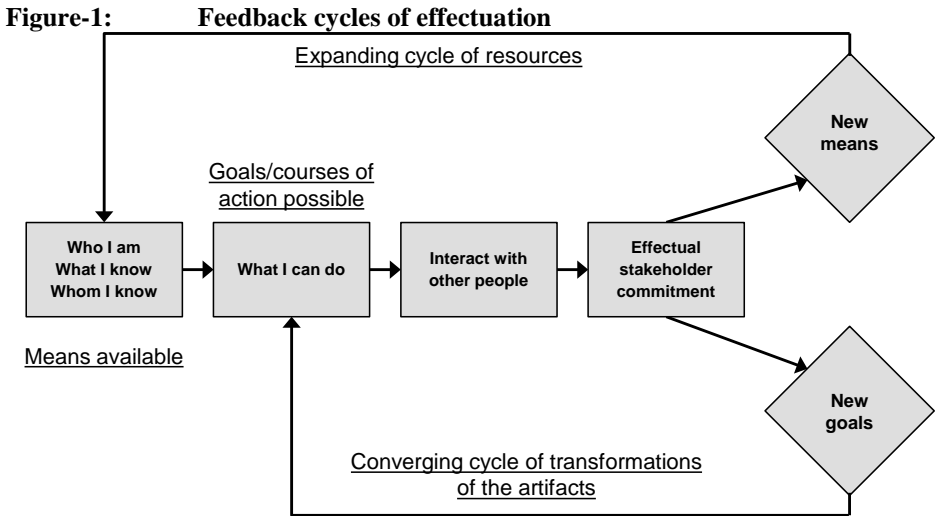 Figure-1: Feedback cycles of effectuation
Expanding cycle of resources
New
means
Goals/courses of
action possible
Who I am
What I know
Whom I know
What I can do
Interact with
other people
Effectual
stakeholder
commitment
Means available
New
goals
Converging cycle of transformations
of the artifacts